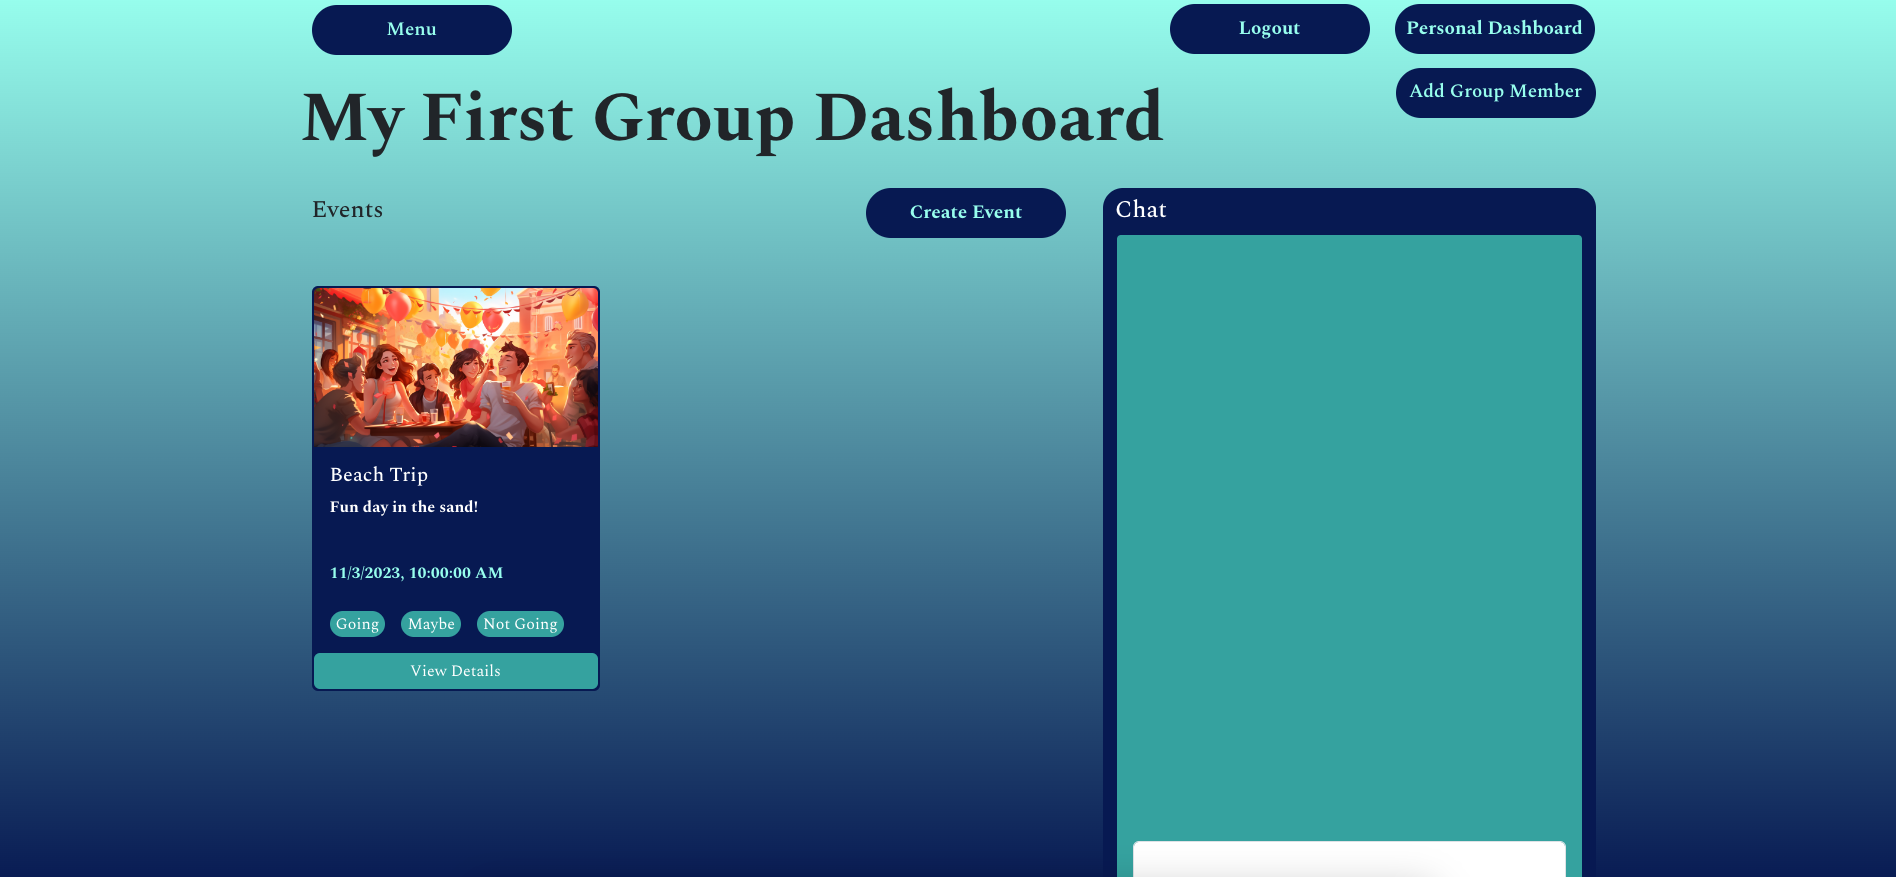 Menu
Logout
Personal Dashboard
Add Group Member
My First Group Dashboard
Events
Create Event
Chat
Beach Trip
Fun day in the sand!
11/3/2023, 10:00:00 AM
Going
Maybe
Not Going
View Details